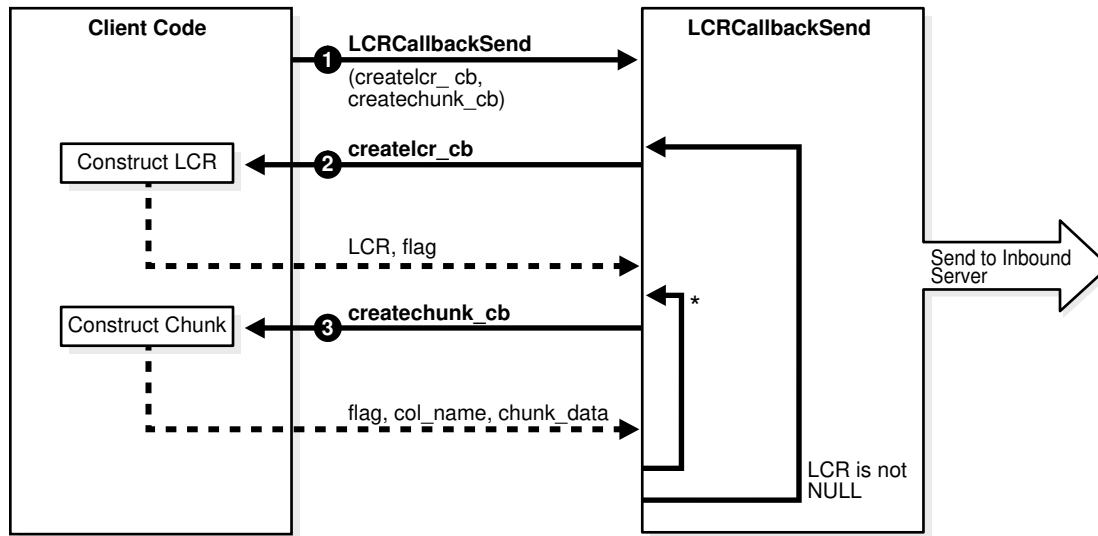 Client Code
LCRCallbackSend
1
LCRCallbackSend
(createlcr_ cb,
createchunk_cb)
Construct LCR
2
createlcr_cb
LCR, flag
Send to Inbound
Server
*
Construct Chunk
3
createchunk_cb
flag, col_name, chunk_data
LCR is not
NULL